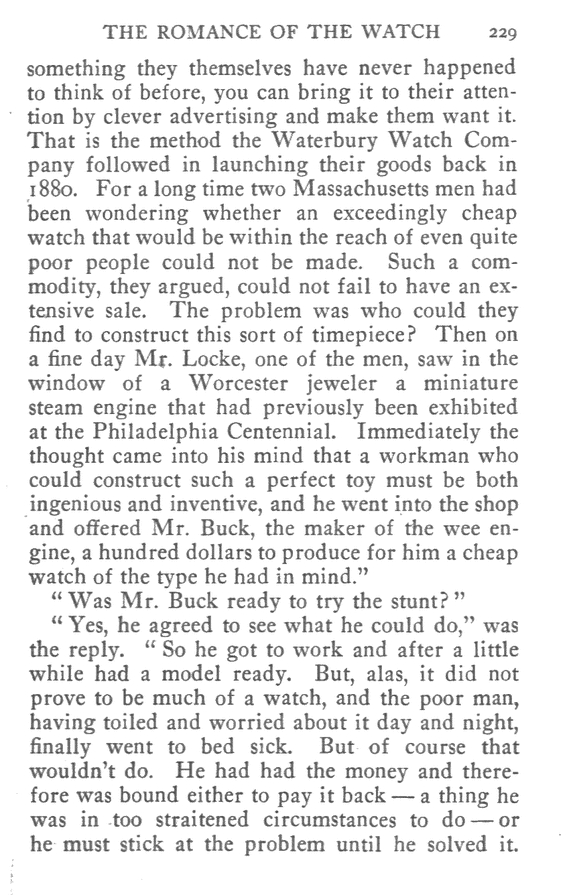 THE ROMANCE OF THE WATCH 229
something they themselves have never happened
to think of before, you can bring it to their atten-
tion by clever advertising and make them want it.
That is the method the Waterbury Watch Com-
pany followed in launching their goods back in
1880. For a long time two Massachusetts men had
been wondering whether an exceedingly cheap
watch that would be within the reach of even quite
poor people could not be made. Such a com-
modity, they argued, could not fail to have an ex-
tensive sale. The problem was who could they
find to construct this sort of timepiece? Then on
a fine day Mr. Locke, one of the men, saw in the
window of a Worcester jeweler a miniature
steam engine that had previously been exhibited
at the Philadelphia Centennial. Immediately the
thought came into his mind that a workman who
could construct such a perfect toy must be both
ingenious and inventive, and he went into the shop
and offered Mr. Buck, the maker of the wee en-
gine, a hundred dollars to produce for him a cheap
watch of the type he had in mind.”
“ Was Mr. Buck ready to try the stunt? ”
“ Yes, he agreed to see what he could do,” was
the reply. “ So he got to work and after a little
while had a model ready. But, alas, it did not
prove to be much of a watch, and the poor man,
having toiled and worried about it day and night,
finally went to bed sick. But of course that
wouldn’t do. He had had the money and there-
fore was bound either to pay it back — a thing he
was in too straitened circumstances to do — or
he must stick at the problem until he solved it.